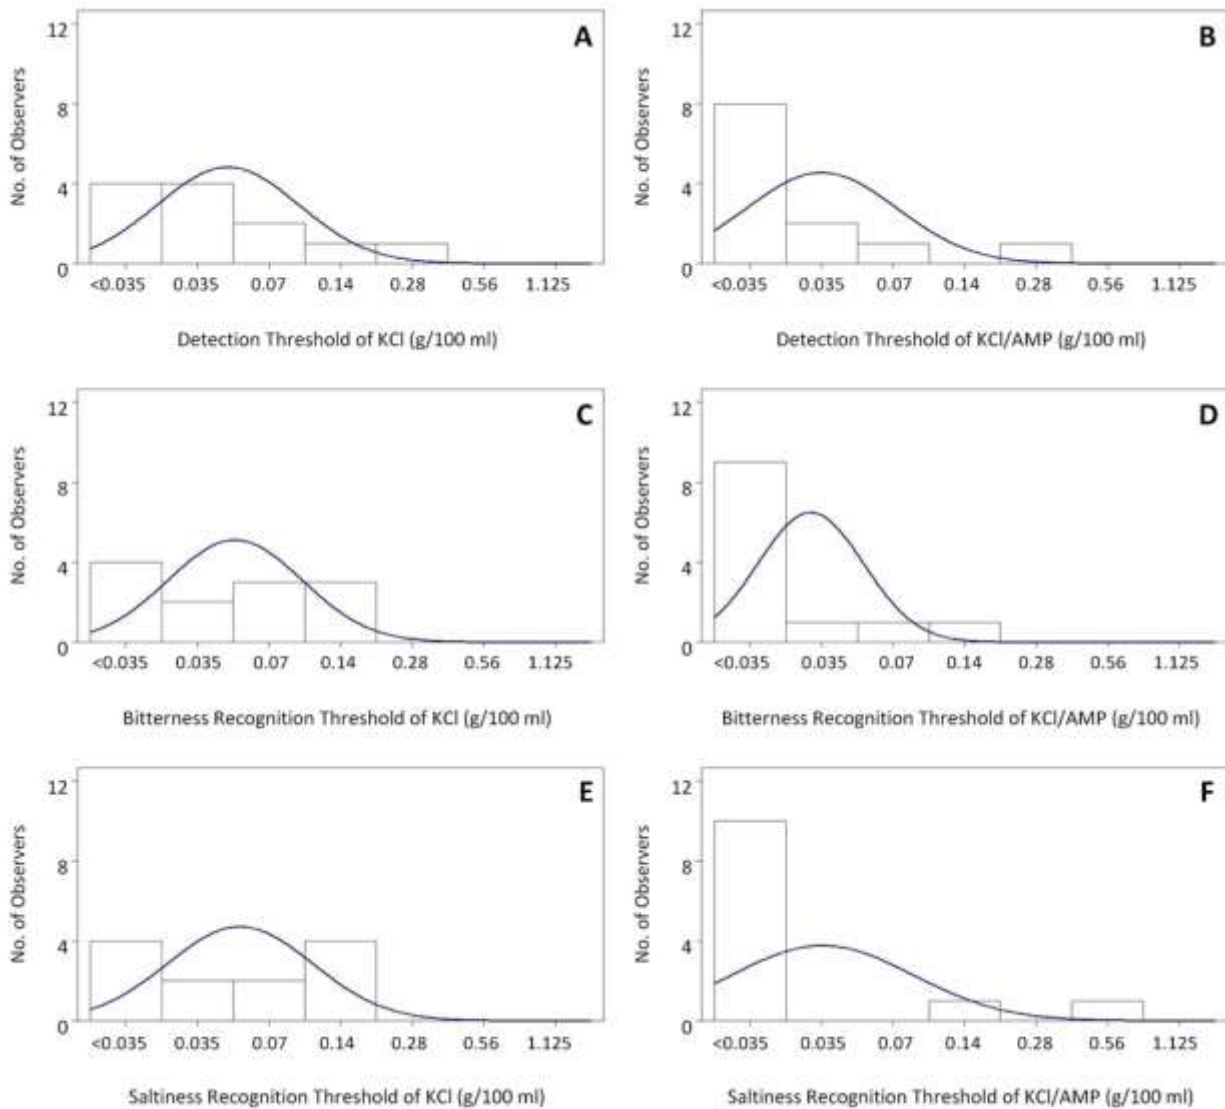 A
No. of Observers
12
8
4
0
<0.035 0.035 0.07 0.14 0.28 0.56 1.125
Detection Threshold of KCl (g/100 ml)
B
No. of Observers
12
8
4
0
<0.035 0.035 0.07 0.14 0.28 0.56 1.125
Detection Threshold of KCl/AMP (g/100 ml)
C
No. of Observers
12
8
4
0
<0.035 0.035 0.07 0.14 0.28 0.56 1.125
Bitterness Recognition Threshold of KCl (g/100 ml)
D
No. of Observers
12
8
4
0
<0.035 0.035 0.07 0.14 0.28 0.56 1.125
Bitterness Recognition Threshold of KCl/AMP (g/100 ml)
E
No. of Observers
12
8
4
0
<0.035 0.035 0.07 0.14 0.28 0.56 1.125
Saltiness Recognition Threshold of KCl (g/100 ml)
F
No. of Observers
12
8
4
0
<0.035 0.035 0.07 0.14 0.28 0.56 1.125
Saltiness Recognition Threshold of KCl/AMP (g/100 ml)